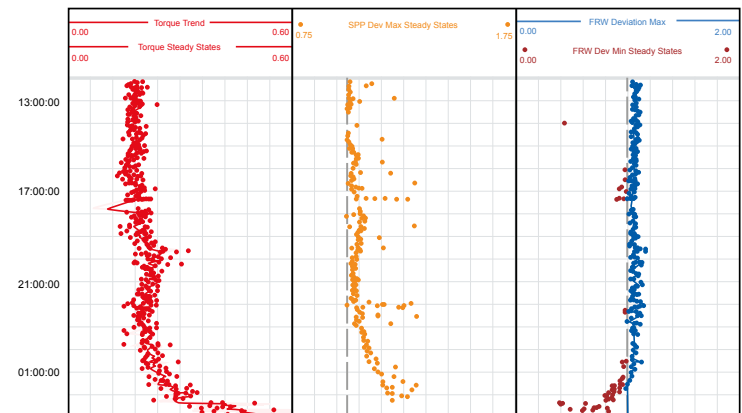 Torque Trend
0.00 0.60
Torque Steady States
0.00 0.60
SPP Dev Max Steady States
0.75 1.75
FRW Deviation Max
0.00 2.00
FRW Dev Min Steady States
0.00 2.00
13:00:00
17:00:00
21:00:00
01:00:00